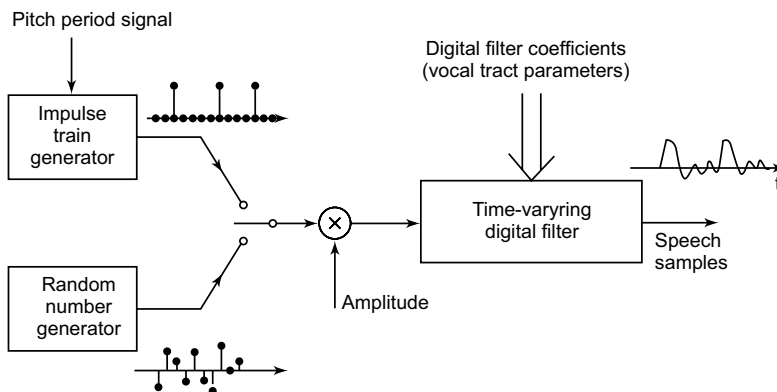 Pitch period signal
Impulse
train
generator
Digital filter coefficients
(vocal tract parameters)
Time-varyring
digital filter
t
Speech
samples
Amplitude
Random
number
generator